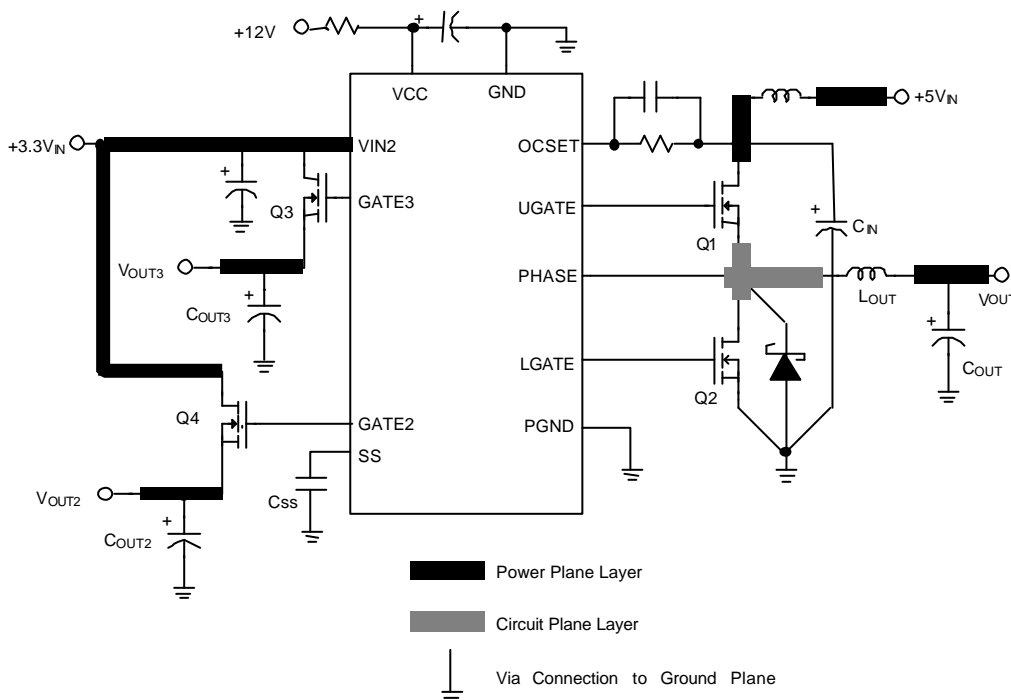 +12V
+
VCC
GND
+5VIN
+3.3VIN
VIN2
OCSET
+
Q3
GATE3
UGATE
Q1
+
CIN
VOUT3
PHASE
+
COUT3
LOUT
VOUT
+
COUT
LGATE
Q2
Q4
GATE2
PGND
SS
VOUT2
Css
+
COUT2
Power Plane Layer
Circuit Plane Layer
Via Connection to Ground Plane